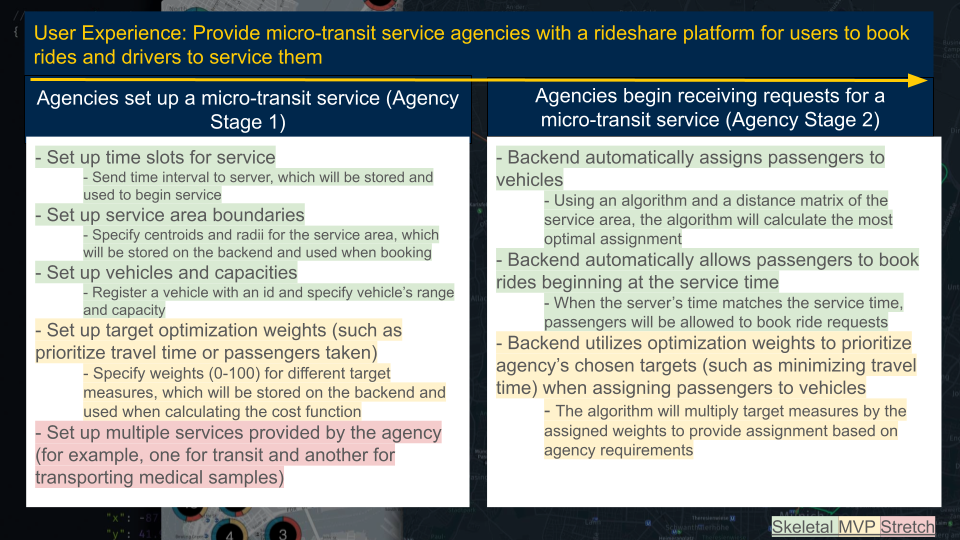 User Experience: Provide micro-transit service agencies with a rideshare platform for users to book
rides and drivers to service them
Agencies set up a micro-transit service (Agency
Stage 1)
- Set up time slots for service
- Send time interval to server, which will be stored and
used to begin service
- Set up service area boundaries
- Specify centroids and radii for the service area, which
will be stored on the backend and used when booking
- Set up vehicles and capacities
- Register a vehicle with an id and specify vehicle's range
and capacity
- Set up target optimization weights (such as
prioritize travel time or passengers taken)
- Specify weights (0-100) for different target
measures, which will be stored on the backend and
used when calculating the cost function
- Set up multiple services provided by the agency
(for example, one for transit and another for
transporting medical samples)
Agencies begin receiving requests for a
micro-transit service (Agency Stage 2)
- Backend automatically assigns passengers to
vehicles
- Using an algorithm and a distance matrix of the
service area, the algorithm will calculate the most
optimal assignment
- Backend automatically allows passengers to book
rides beginning at the service time
- When the server's time matches the service time,
passengers will be allowed to book ride requests
- Backend utilizes optimization weights to prioritize
agency's chosen targets (such as minimizing travel
time) when assigning passengers to vehicles
- The algorithm will multiply target measures by the
assigned weights to provide assignment based on
agency requirements
Skeletal MVP Stretch
4
3